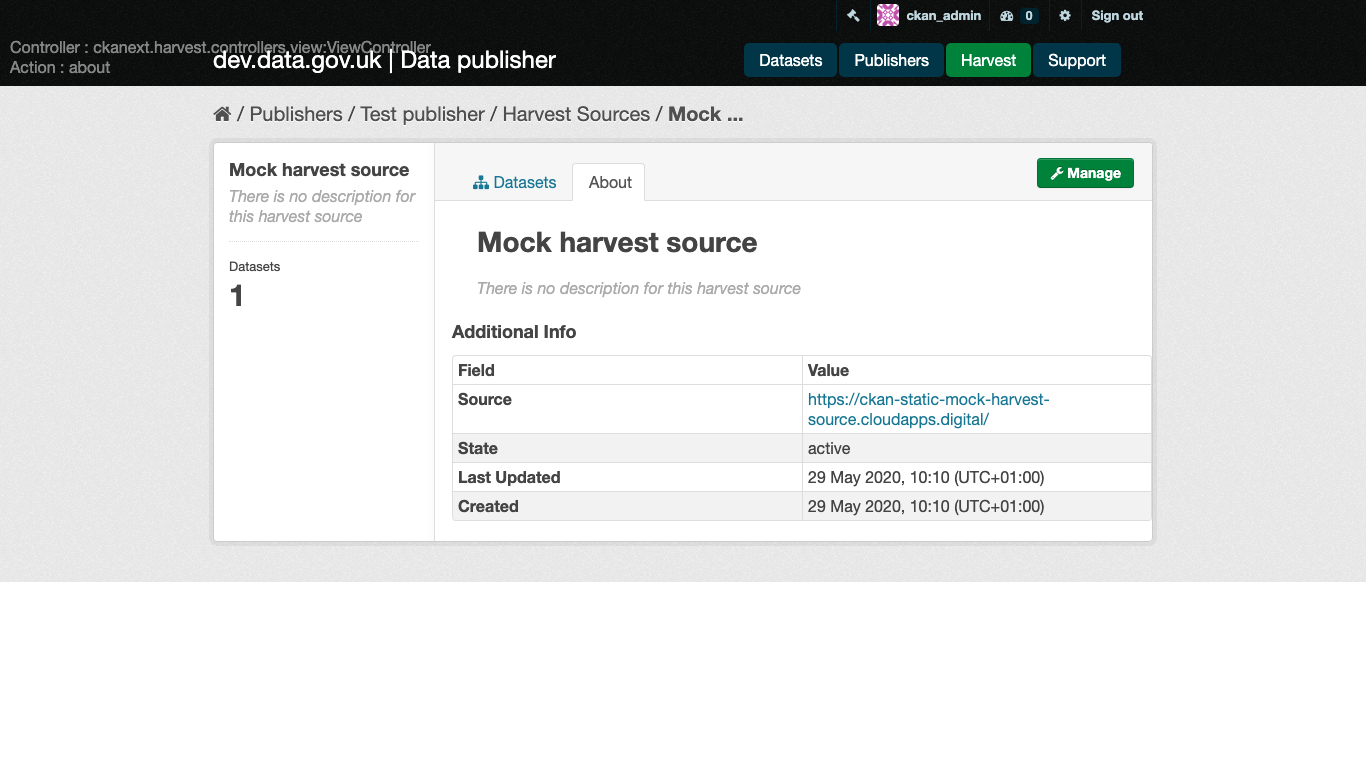 ckan_admin 0 Sign out
Controller : ckanext.harvest.controllers.view:ViewController
Action : about
dev.data.gov.uk | Data publisher
Datasets Publishers Harvest Support
/ Publishers / Test publisher / Harvest Sources / Mock ...
Mock harvest source
There is no description for
this harvest source
Datasets
1
Datasets About
Manage
Mock harvest source
There is no description for this harvest source
Additional Info
Field Value
Source https://ckan-static-mock-harvest-
source.cloudapps.digital/
State active
Last Updated 29 May 2020, 10:10 (UTC+01:00)
Created 29 May 2020, 10:10 (UTC+01:00)